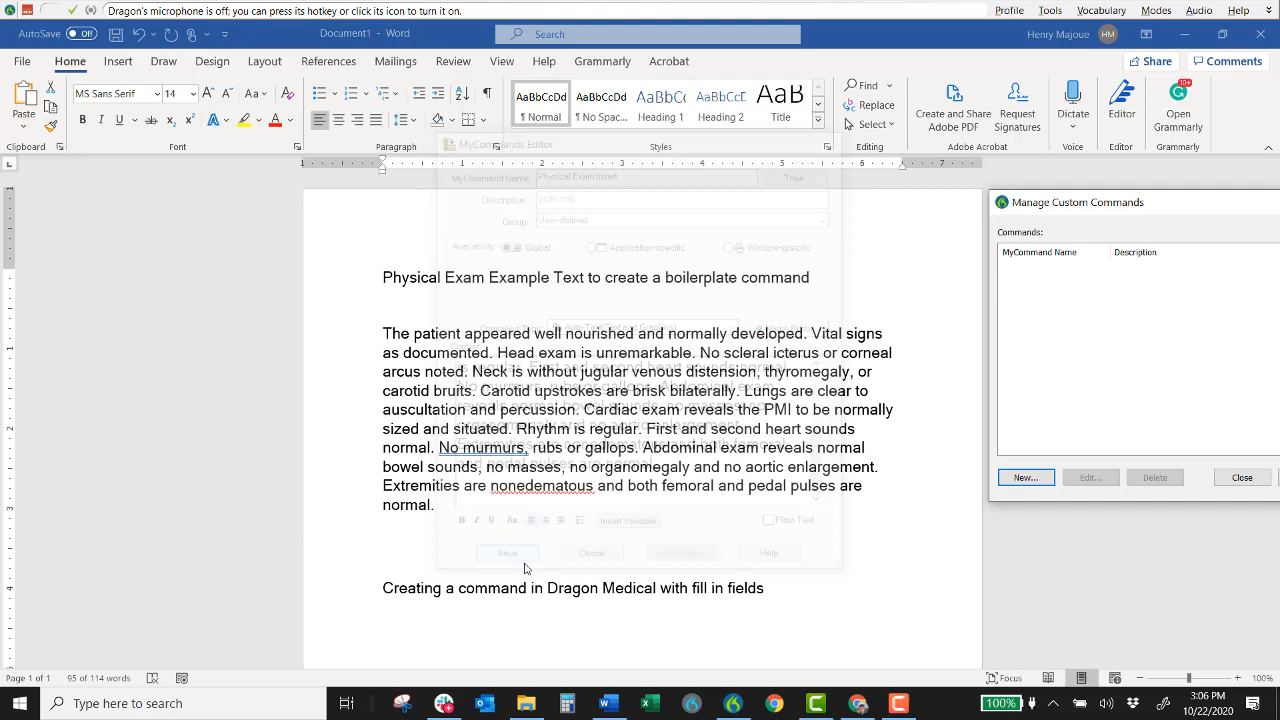 Dragon's microphone is off; you can press its hotkey or click its icon to turn it on.
Profile Tools Vocabulary Modes Audio Help
AutoSave Off Document1 - Word Search Henry Majoue HM
File Home Insert Draw Design Layout References Mailings Review View Help Grammarly Acrobat Share Comments
Paste MS Sans Serif 14 AaBbCcDd AaBbCcDd AaBbCc AaBbCcC AaB Find Replace Select
¶ Normal ¶ No Spac... Heading 1 Heading 2 Title
Create and Share Adobe PDF Request Signatures Dictate Editor Open Grammarly
Clipboard Font Paragraph Styles Editing Adobe Acrobat Voice Editor Grammarly
MyCommands Editor
MyCommand Name: Physical Exam Insert Train
Description: (optional)
Group: User-defined
Availability: Global Application-specific Window-specific
Manage Custom Commands
Commands:
MyCommand Name Description
New... Edit... Delete Close
Physical Exam Example Text to create a boilerplate command
The patient appeared well nourished and normally developed. Vital signs
as documented. Head exam is unremarkable. No scleral icterus or corneal
arcus noted. Neck is without jugular venous distension, thyromegaly, or
carotid bruits. Carotid upstrokes are brisk bilaterally. Lungs are clear to
auscultation and percussion. Cardiac exam reveals the PMI to be normally
sized and situated. Rhythm is regular. First and second heart sounds
normal. No murmurs, rubs or gallops. Abdominal exam reveals normal
bowel sounds, no masses, no organomegaly and no aortic enlargement.
Extremities are nonedematous and both femoral and pedal pulses are
normal.
Insert Variable Plain Text
Save Cancel Help
Creating a command in Dragon Medical with fill in fields
Page 1 of 1 95 of 114 words Focus 100%
Type here to search 100% 3:06 PM
10/22/2020